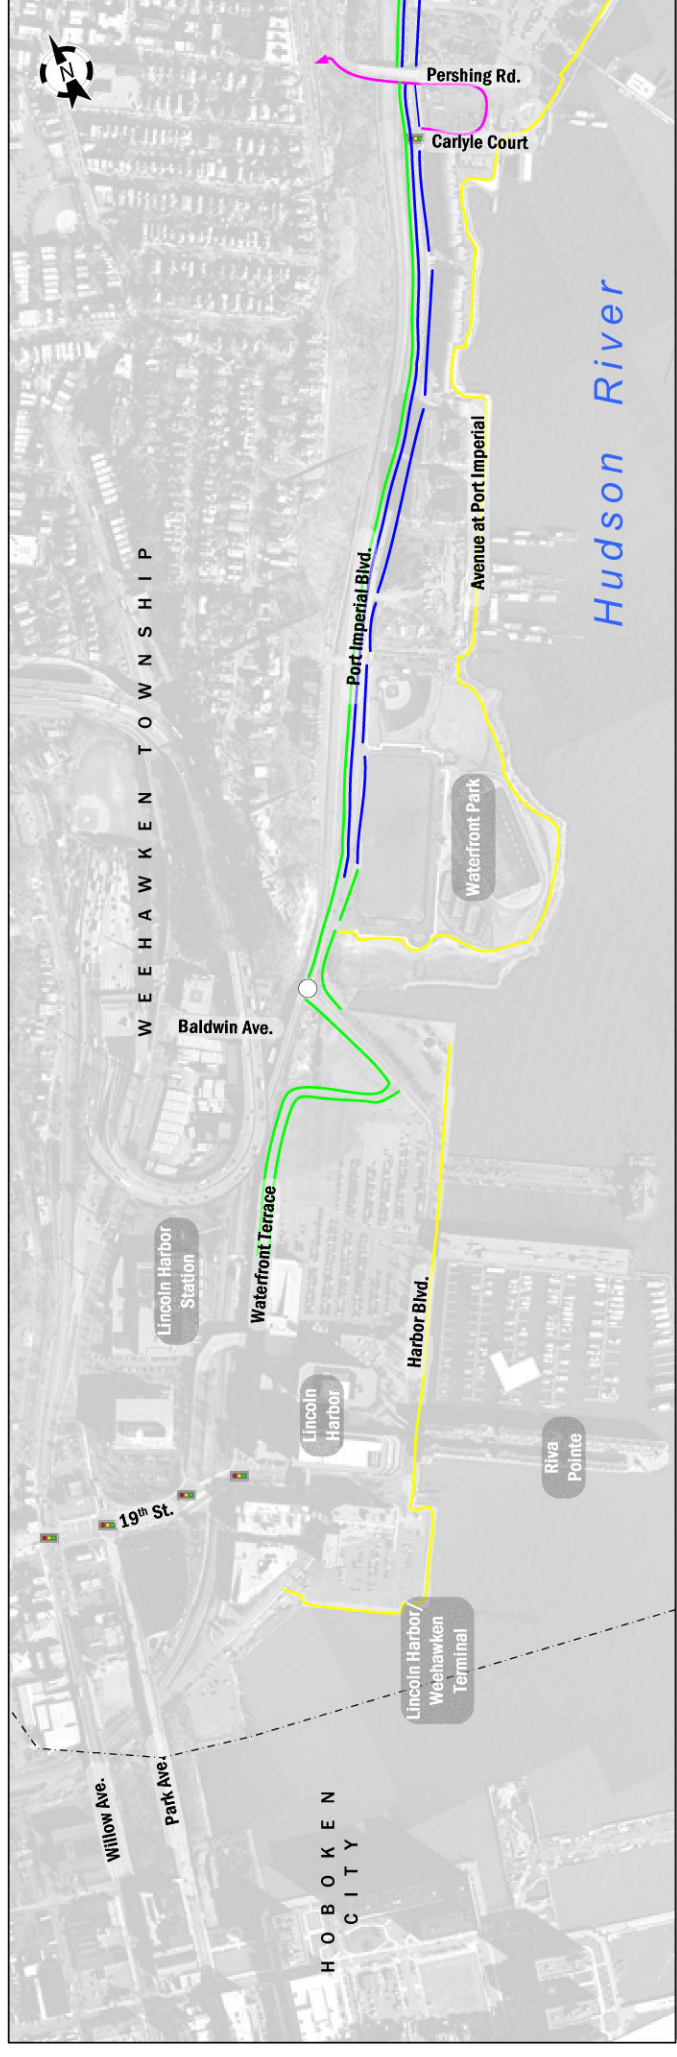 N
Pershing Rd.
Carlyle Court
Hudson River
Avenue at Port Imperial
WEEHAWKEN TOWNSHIP
Port Imperial Blvd.
Waterfront Park
Baldwin Ave.
Waterfront Terrace
Lincoln Harbor
Station
Harbor Blvd.
Lincoln
Harbor
Riva
Pointe
19th St.
Lincoln Harbor/
Weehawken
Terminal
Willow Ave.
Park Ave.
HOBOKEN
CITY